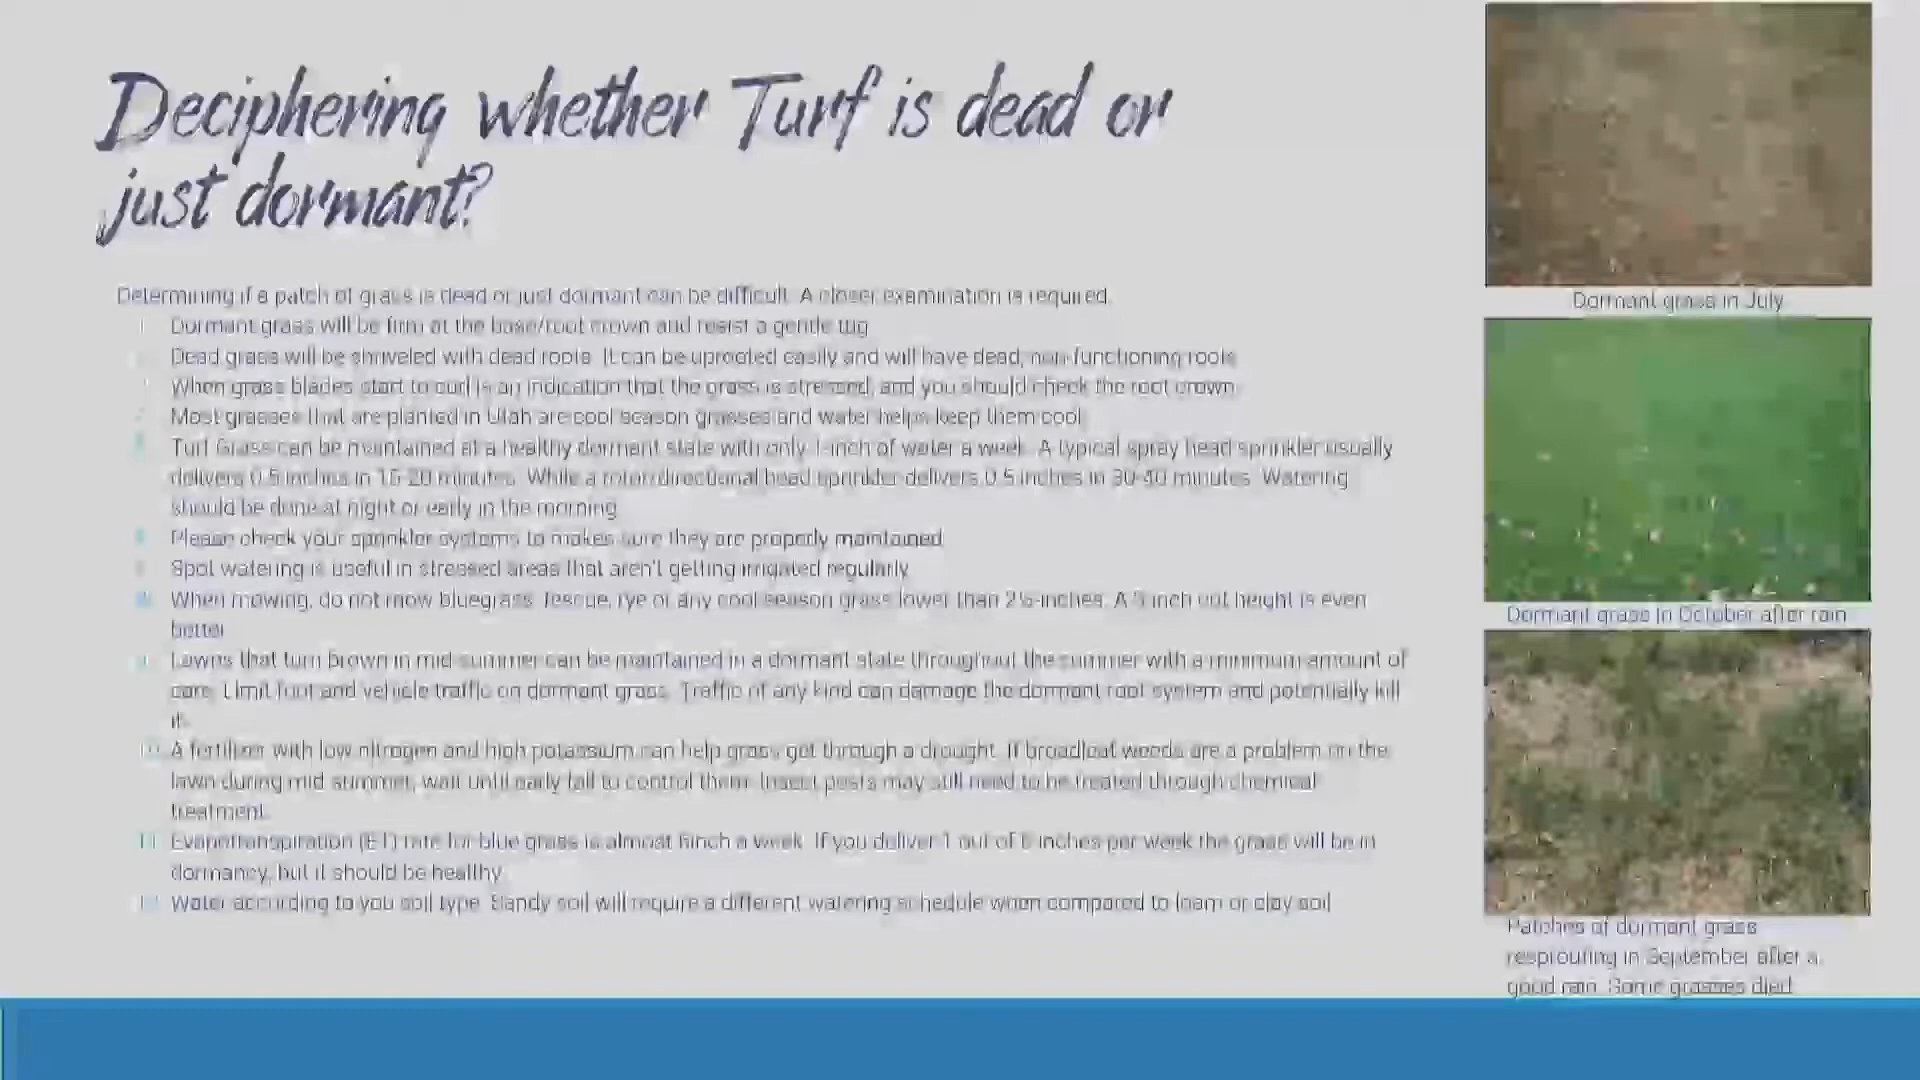 Deciphering whether Turf is dead or
just dormant?
Determining if a patch of grass is dead or just dormant can be difficult. A closer examination is required.
Dormant grass will be firm at the base/root crown and resist a gentle tug
Dead grass will be shriveled with dead roots. It can be uprooted easily and will have dead, non-functioning roots
When grass blades start to curl is an indication that the grass is stressed, and you should check the root crown
Most grasses that are planted in Utah are cool season grasses and water helps keep them cool
Turf Grass can be maintained at a healthy dormant state with only 1-inch of water a week. A typical spray head sprinkler usually
delivers 0.5 inches in 15-20 minutes. While a rotor/directional head sprinkler delivers 0.5 inches in 30-40 minutes. Watering
should be done at night or early in the morning
Please check your sprinkler systems to makes sure they are properly maintained
Spot watering is useful in stressed areas that aren't getting irrigated regularly
When mowing, do not mow bluegrass, fescue, rye or any cool season grass lower than 2½-inches. A 3 inch cut height is even
better
Lawns that turn brown in mid-summer can be maintained in a dormant state throughout the summer with a minimum amount of
care. Limit foot and vehicle traffic on dormant grass. Traffic of any kind can damage the dormant root system and potentially kill
it.
10 A fertilizer with low nitrogen and high potassium can help grass get through a drought. If broadleaf weeds are a problem on the
lawn during mid summer, wait until early fall to control them. Insect pests may still need to be treated through chemical
treatment.
11 Evapotranspiration (ET) rate for blue grass is almost inch a week. If you deliver 1 out of inches per week the grass will be in
dormancy, but it should be healthy
12 Water according to you soil type. Sandy soil will require a different watering schedule when compared to loam or clay soil
Dormant grass in July
Dormant grass in October after rain
Patches of dormant grass
resprouting in September after a
good rain. Some grasses died